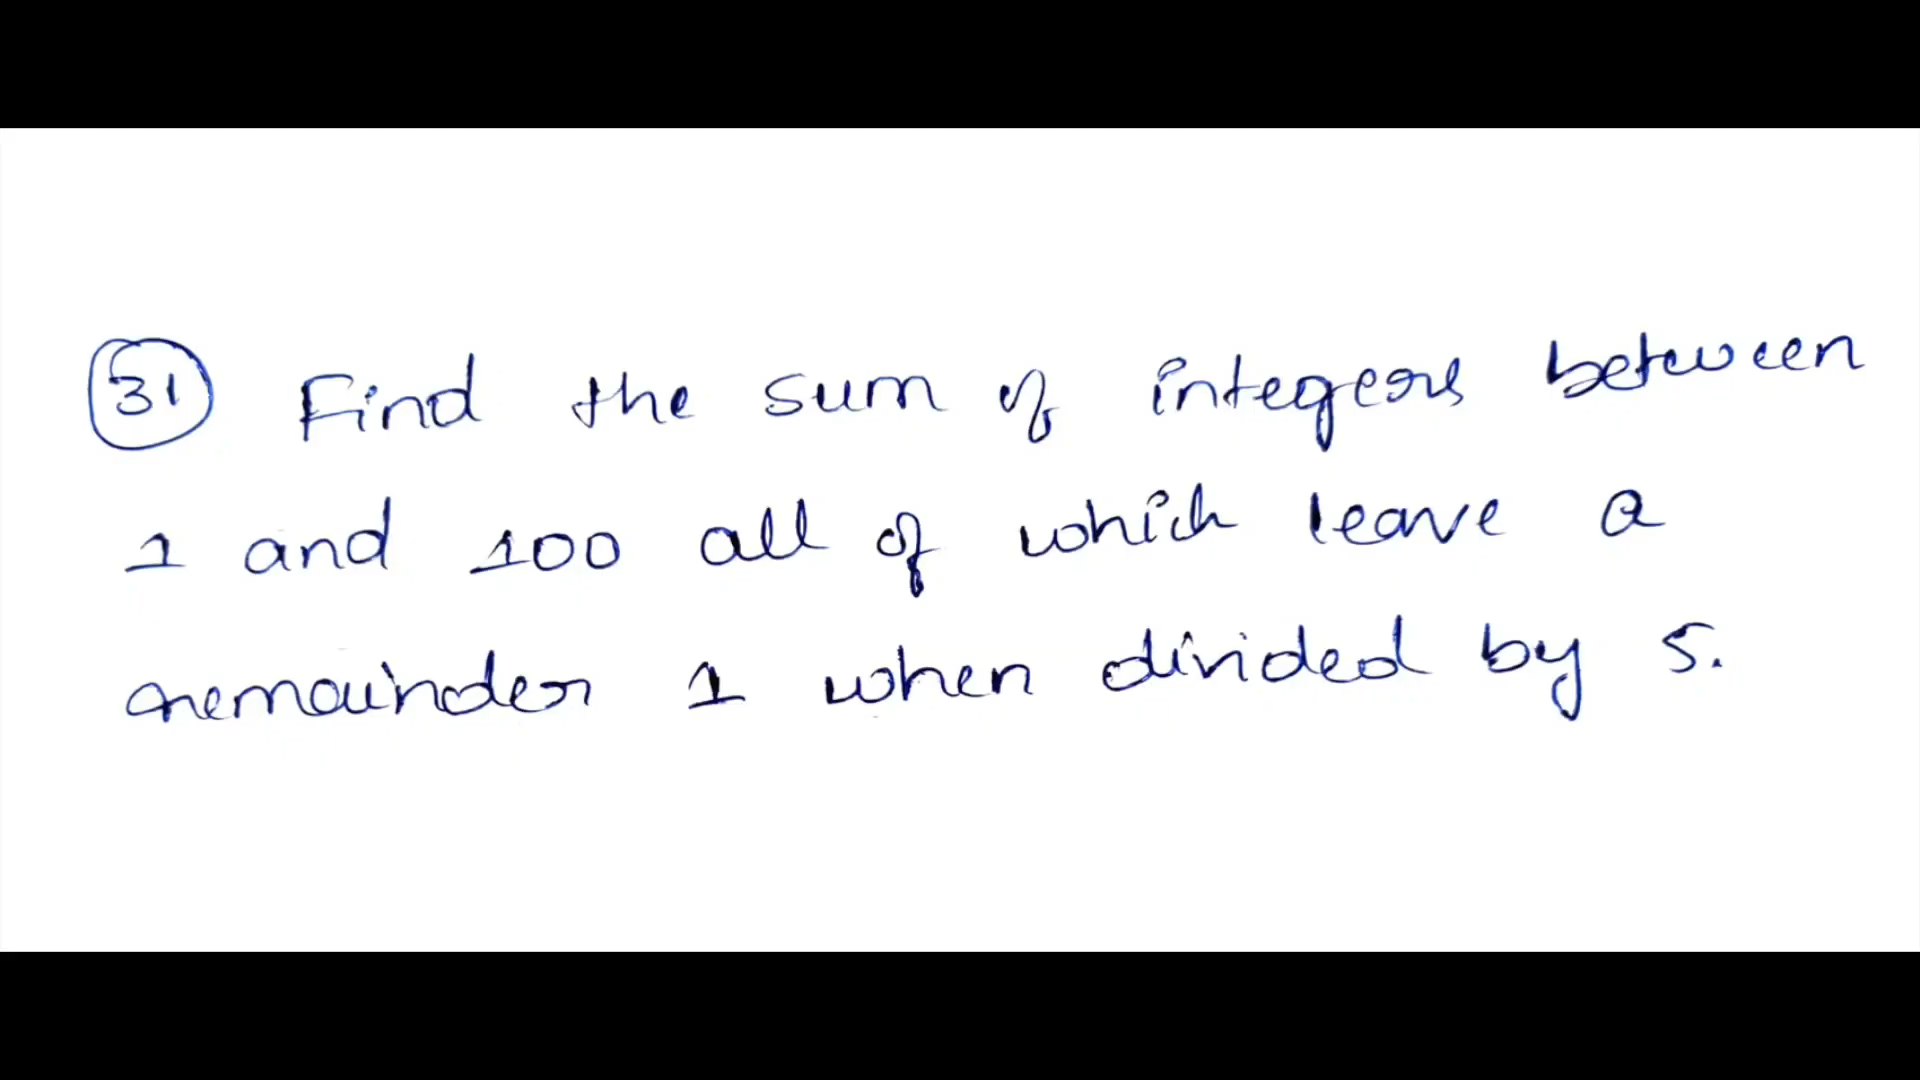 31 Find the sum of integers between
1 and 100 all of which leave a
remainder 1 when divided by 5.